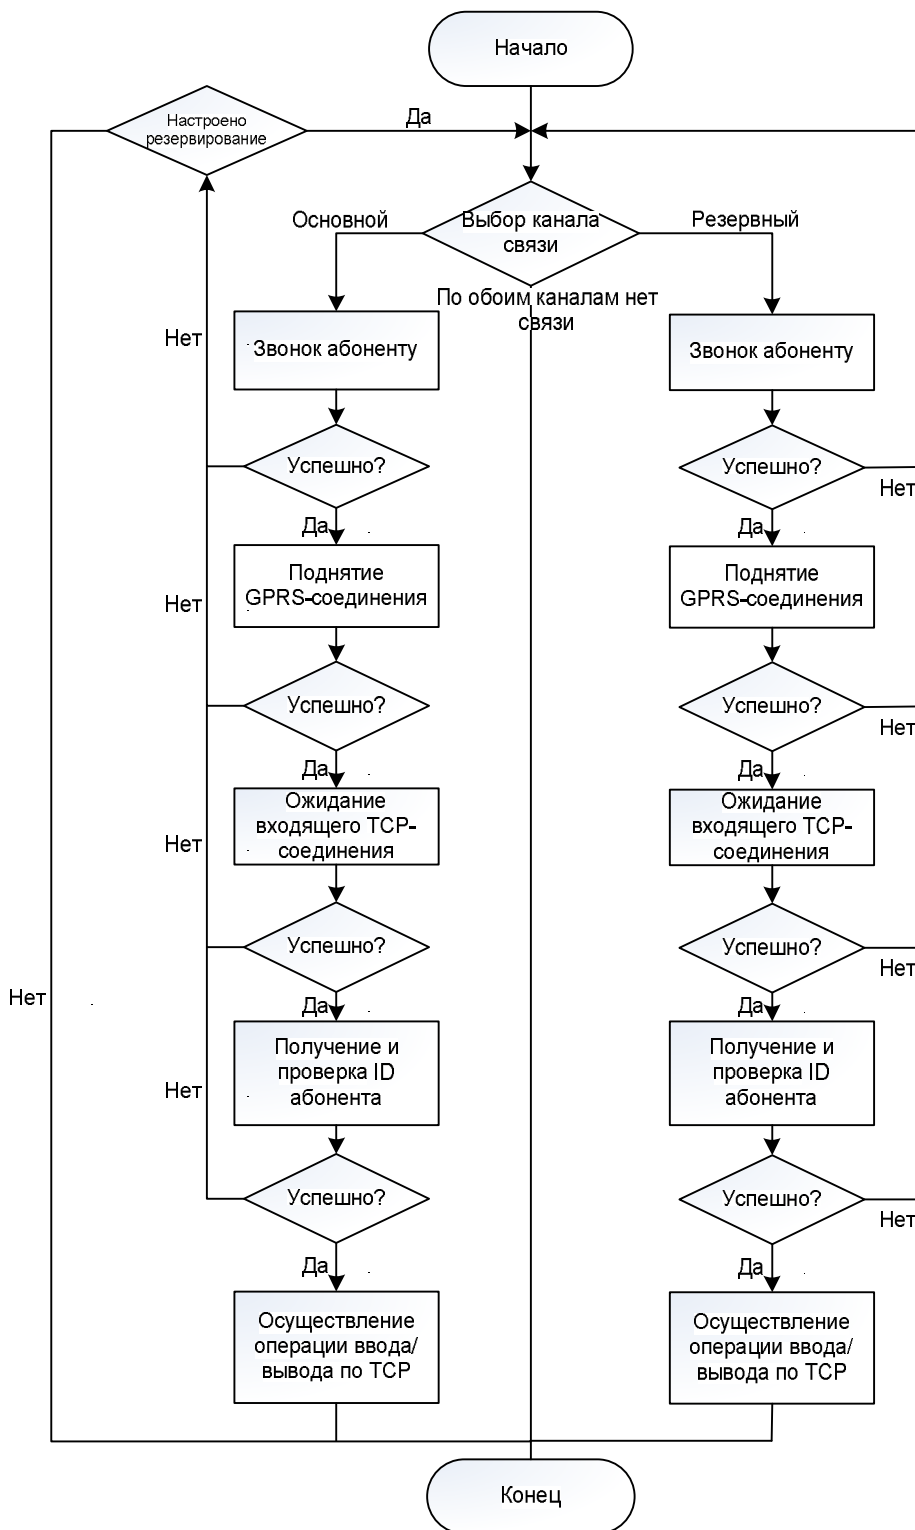 Начало
Настроено
резервирование
Да
Выбор канала
связи
Основной
Резервный
По обоим каналам нет
связи
Нет
Звонок абоненту
Звонок абоненту
Успешно?
Успешно?
Нет
Да
Да
Нет
Поднятие
GPRS-соединения
Поднятие
GPRS-соединения
Успешно?
Успешно?
Нет
Да
Да
Нет
Ожидание
входящего TCP-
соединения
Ожидание
входящего TCP-
соединения
Успешно?
Успешно?
Нет
Нет
Да
Да
Нет
Получение и
проверка ID
абонента
Получение и
проверка ID
абонента
Успешно?
Успешно?
Нет
Да
Да
Осуществление
операции ввода/
вывода по TCP
Осуществление
операции ввода/
вывода по TCP
Конец